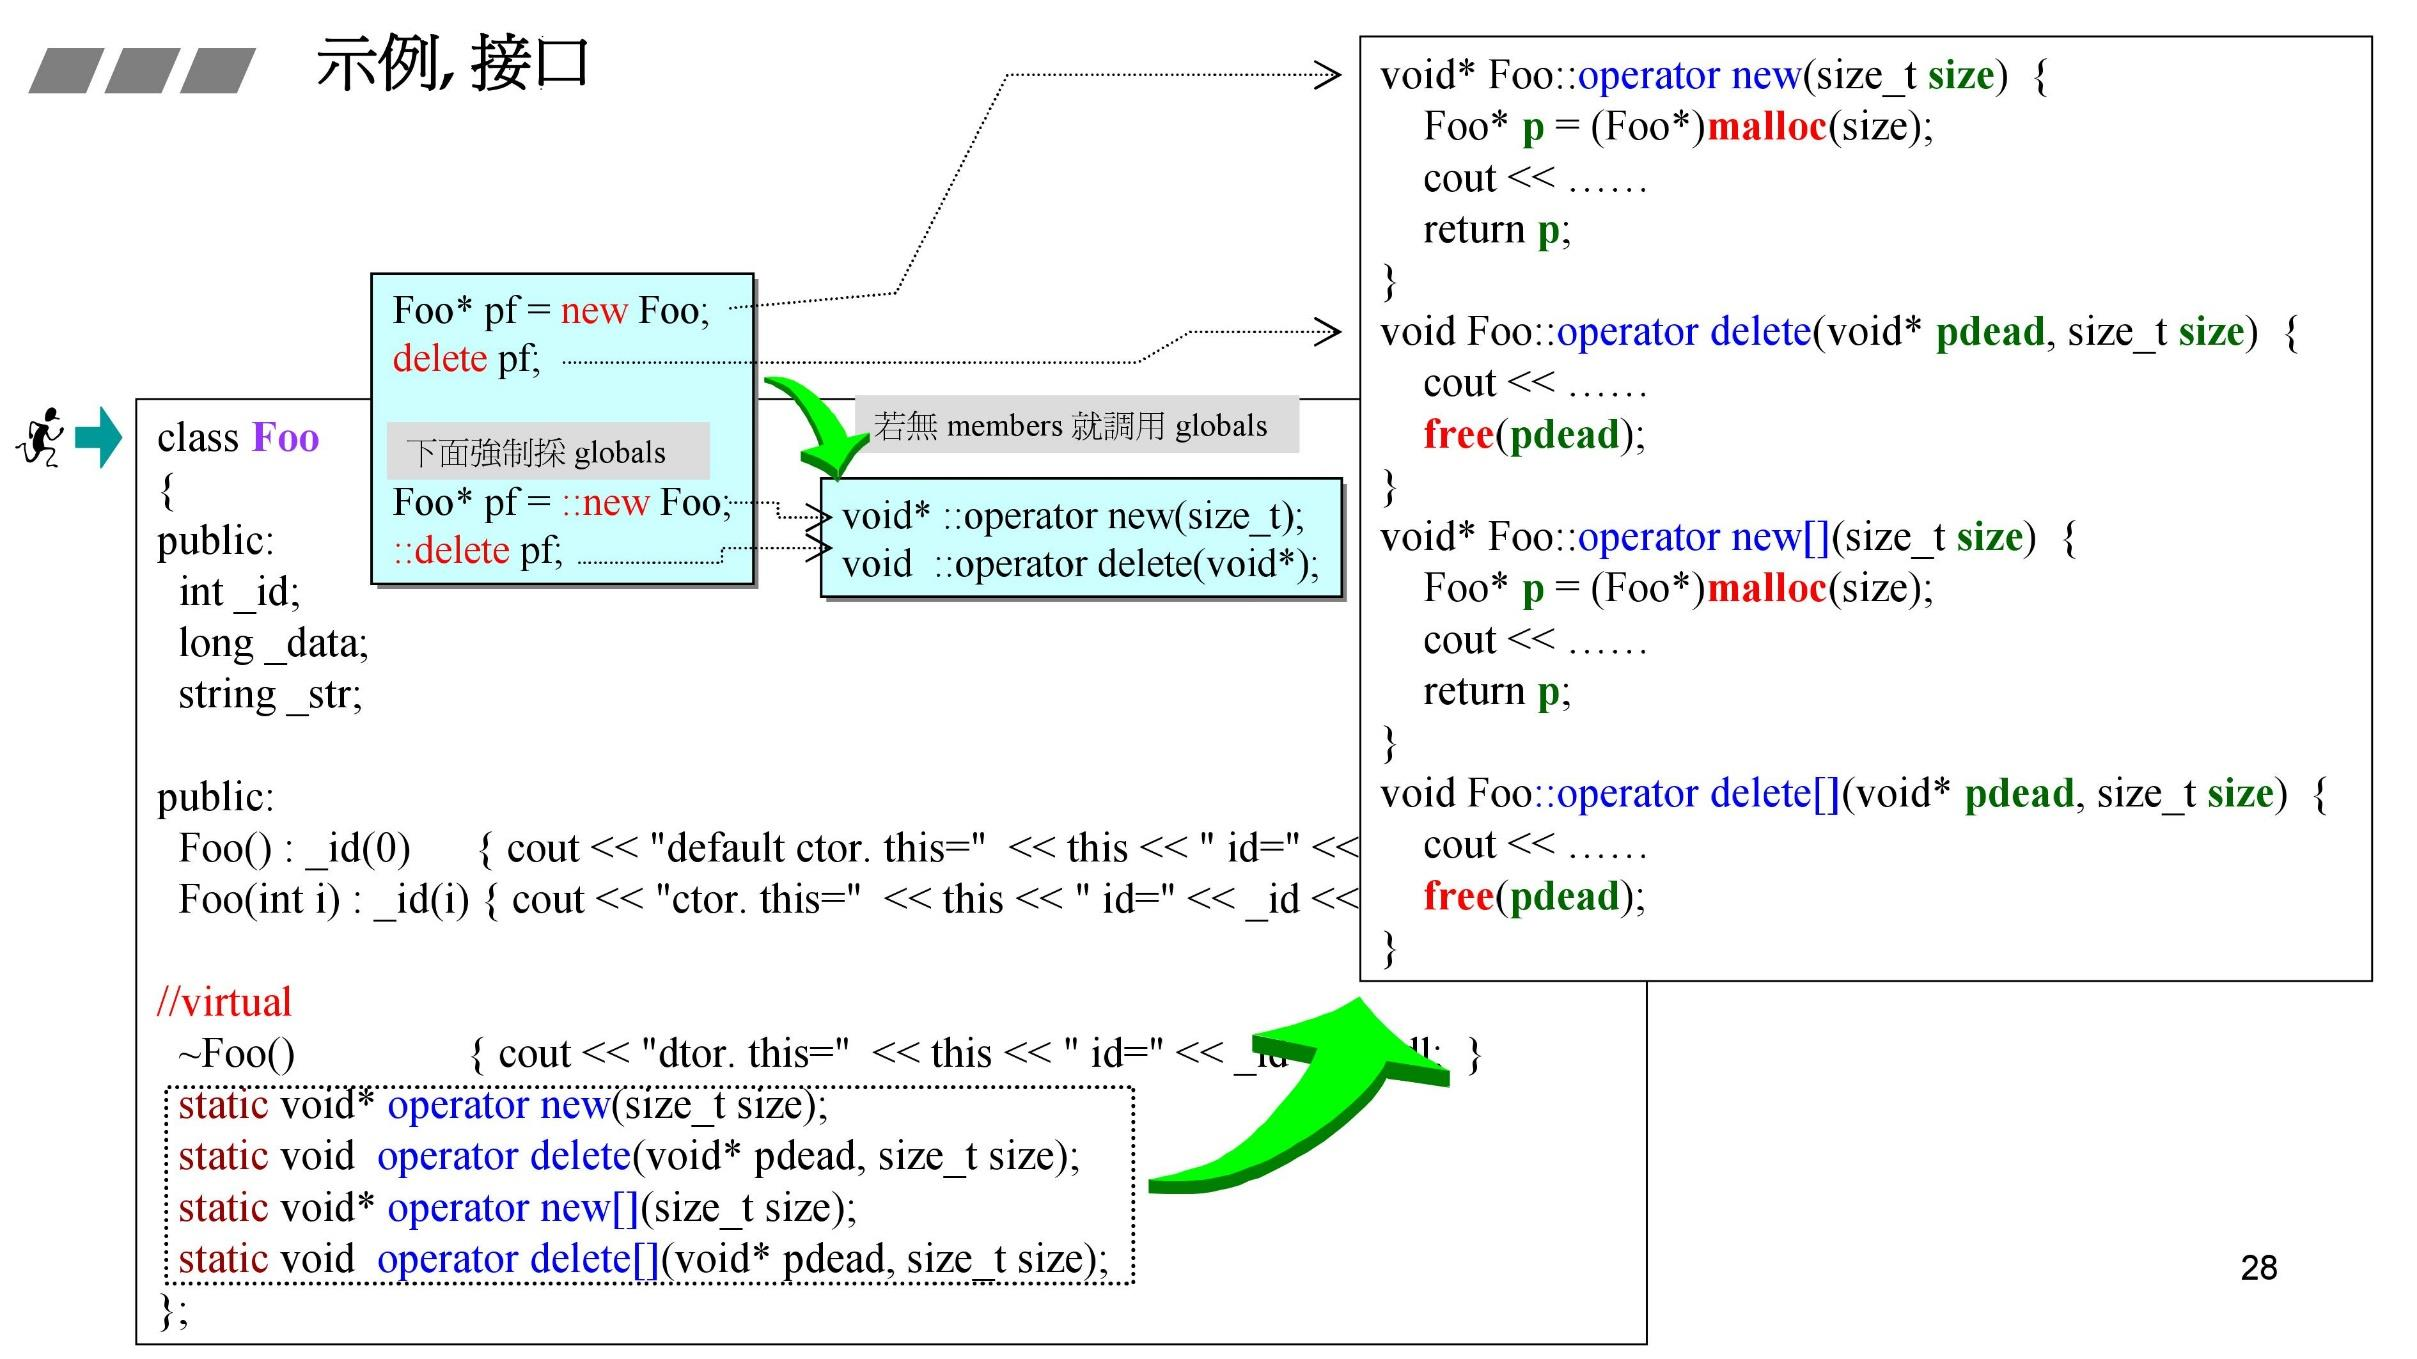 示例, 接口
Foo* pf = new Foo;
delete pf;
下面強制採 globals
Foo* pf = ::new Foo;
::delete pf;
若無 members 就調用 globals
void* ::operator new(size_t);
void  ::operator delete(void*);
void* Foo::operator new(size_t size)  {
Foo* p = (Foo*)malloc(size);
cout << ……
return p;
}
void Foo::operator delete(void* pdead, size_t size)  {
cout << ……
free(pdead);
}
void* Foo::operator new[](size_t size)  {
Foo* p = (Foo*)malloc(size);
cout << ……
return p;
}
void Foo::operator delete[](void* pdead, size_t size)  {
cout << ……
free(pdead);
}
class Foo
{
public:
int _id;
long _data;
string _str;
public:
Foo() : _id(0)      { cout << "default ctor. this="  << this << " id=" <<
Foo(int i) : _id(i) { cout << "ctor. this="  << this << " id=" << _id <<
//virtual
~Foo()                { cout << "dtor. this="  << this << " id=" << _id }
static void* operator new(size_t size);
static void  operator delete(void* pdead, size_t size);
static void* operator new[](size_t size);
static void  operator delete[](void* pdead, size_t size);
};
28